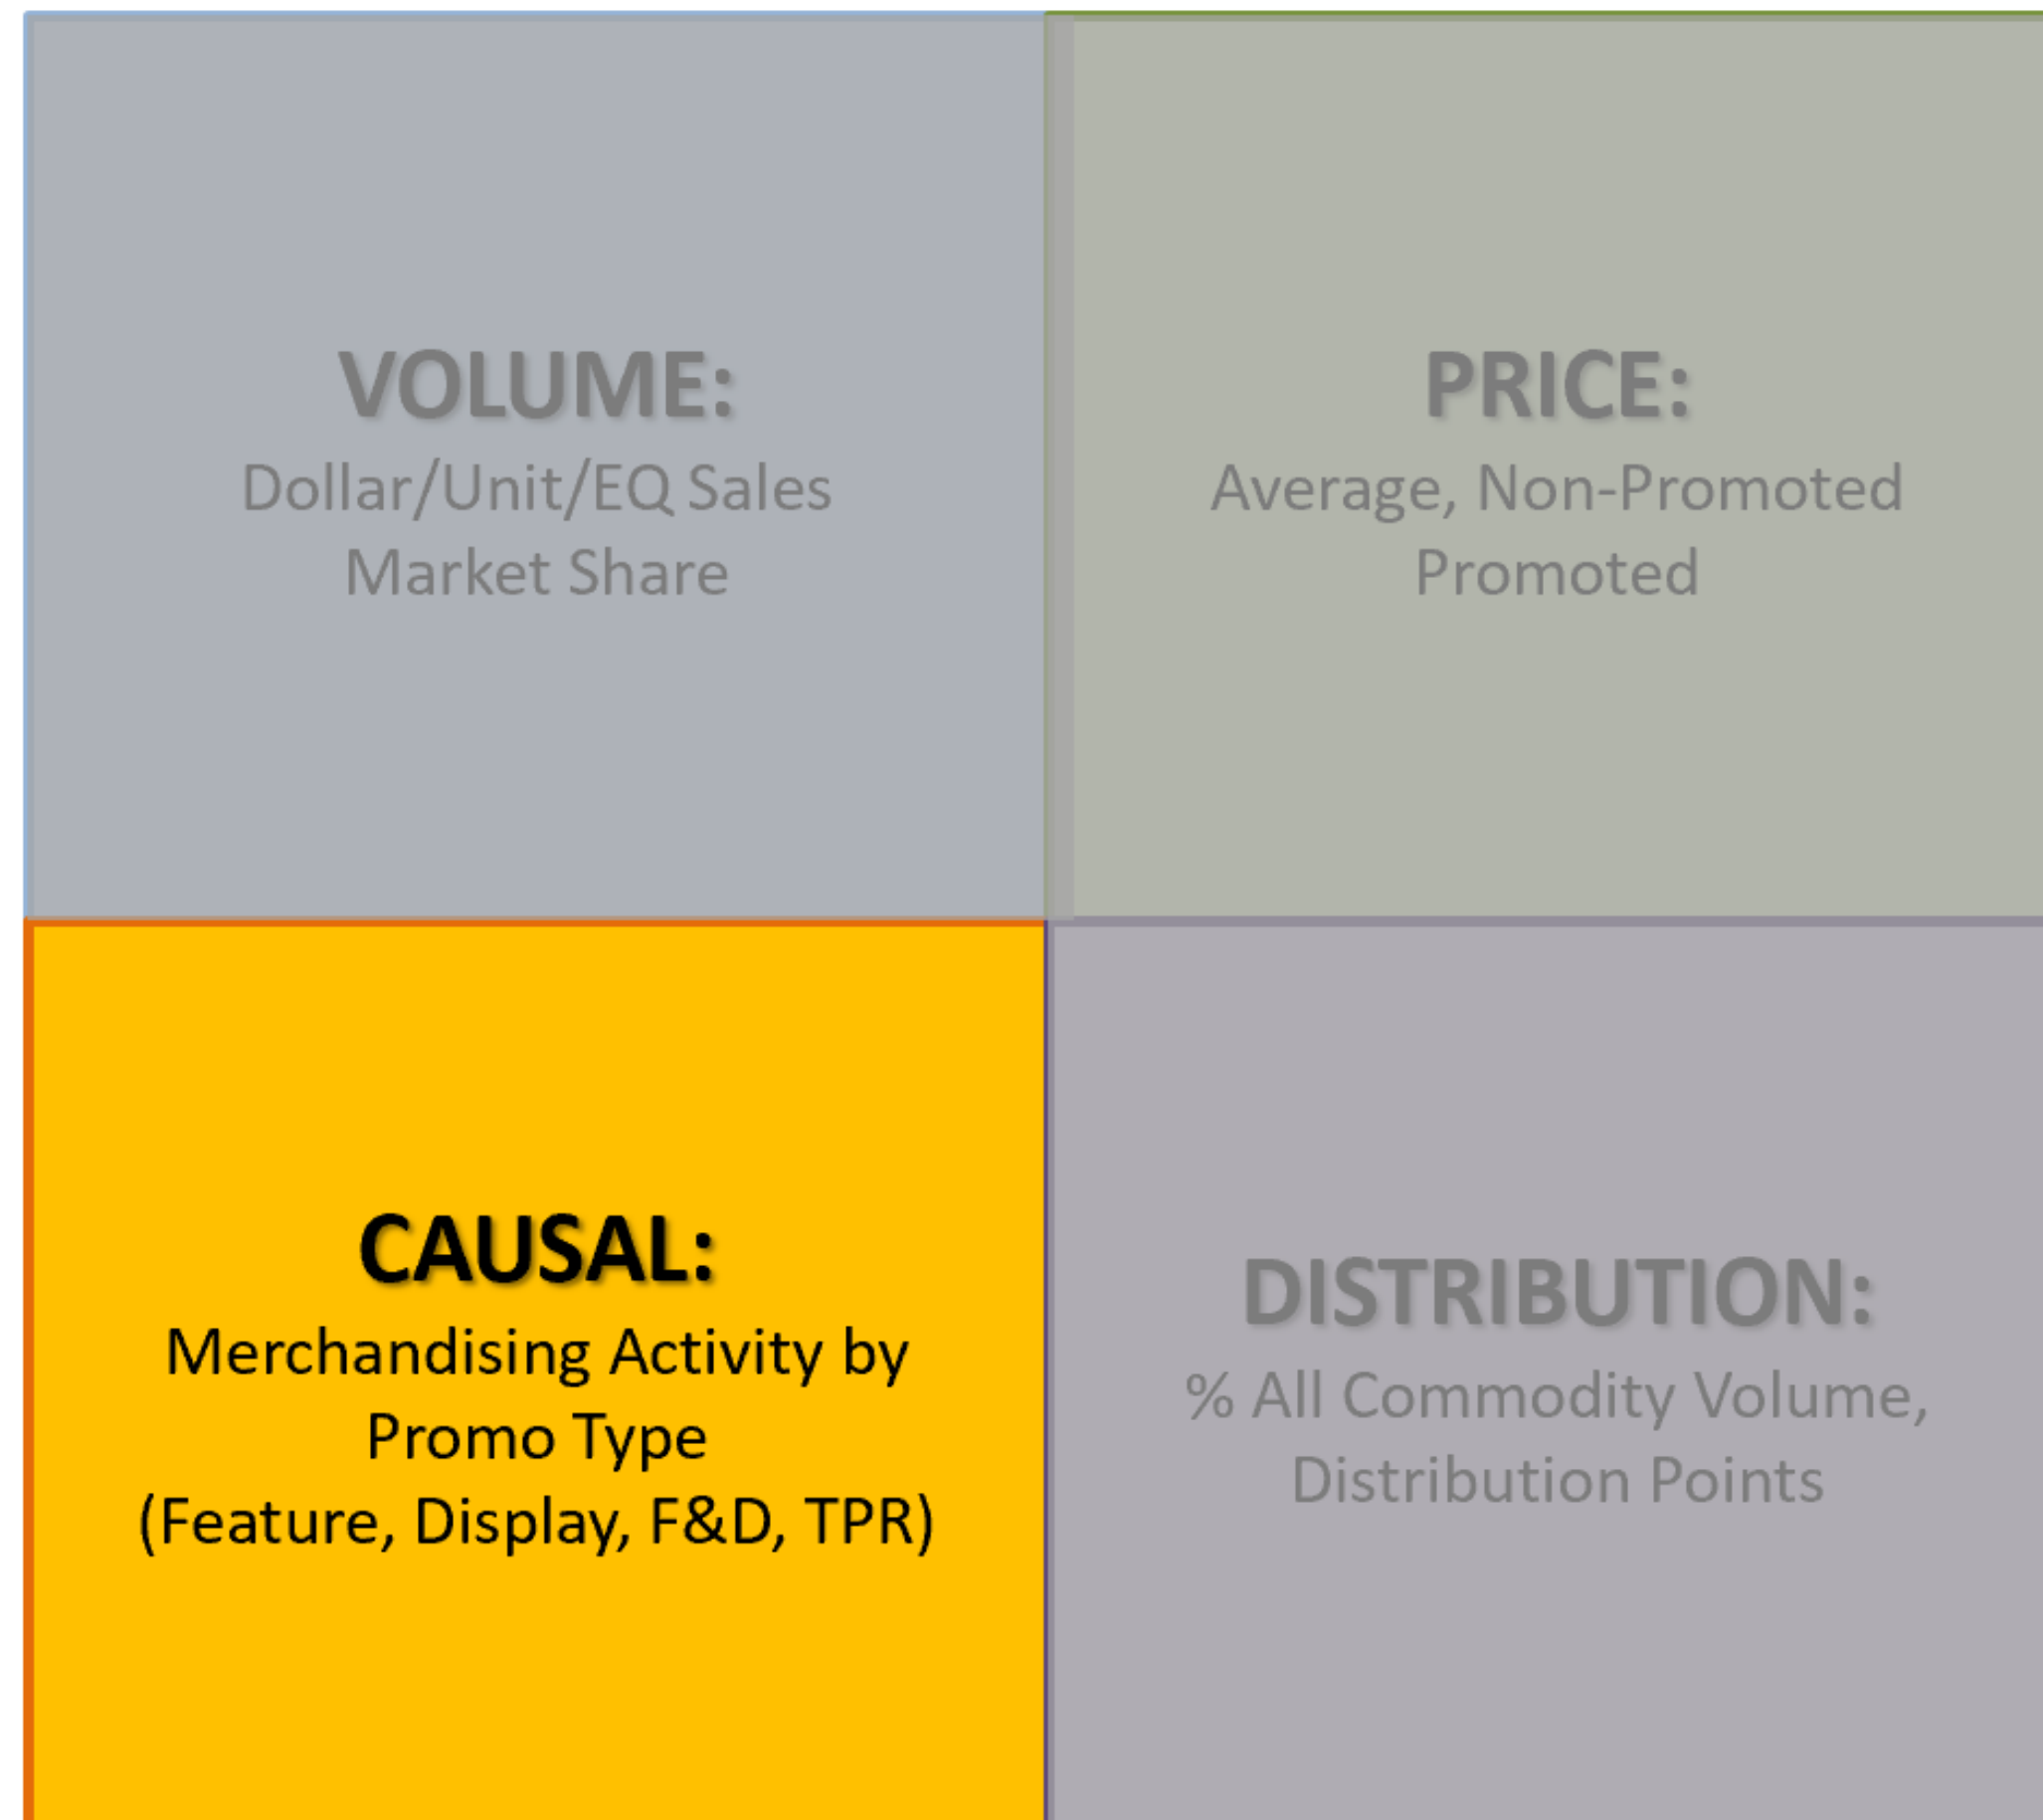 VOLUME:
Dollar/Unit/EQ Sales
Market Share
PRICE:
Average, Non-Promoted
Promoted
CAUSAL:
Merchandising Activity by
Promo Type
(Feature, Display, F&D, TPR)
DISTRIBUTION:
% All Commodity Volume,
Distribution Points